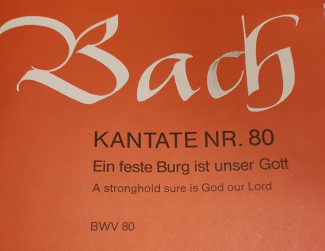 Bach
KANTATE NR. 80
Ein feste Burg ist unser Gott
A stronghold sure is God our Lord
BWV 80